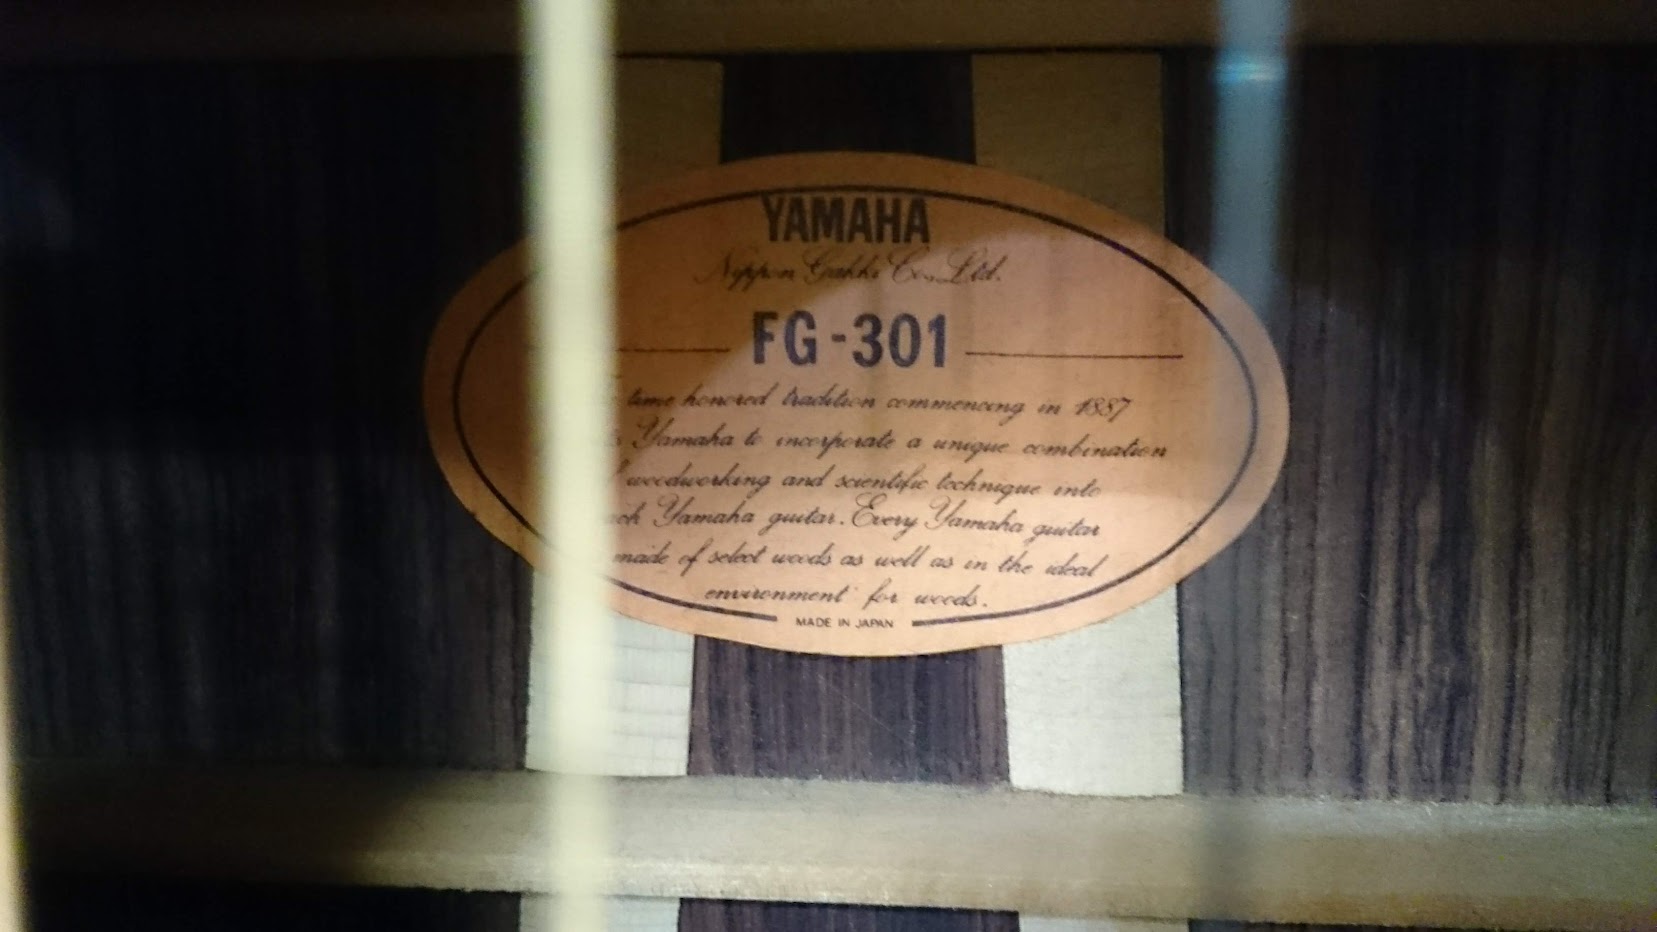 YAMAHA
Nippon Gakki Co., Ltd.
FG-301
time honored tradition commencing in 1887
Yamaha to incorporate a unique combination
woodworking and scientific technique into
Yamaha guitar. Every Yamaha guitar
made of select woods as well as in the ideal
environment for woods.
MADE IN JAPAN